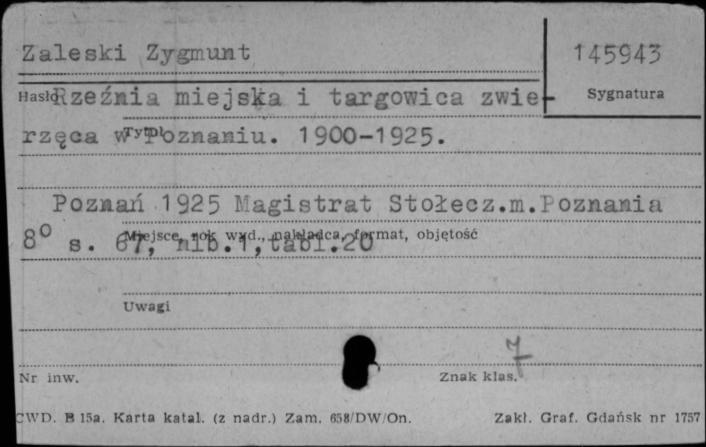 Zaleski Zygmunt 145943
Hasło Rzeźnia miejska i targowica zwie- Sygnatura
rzęca w Poznaniu. 1900-1925.
Tytuł
Poznań 1925 Magistrat Stołecz.m.Poznania
Miejsce, rok wyd., nakładca, format, objętość
8° s. 67, nlb.1, tabl.20
Uwagi
7
Nr inw. Znak klas.
CWD. B 15a. Karta katal. (z nadr.) Zam. 658/DW/On. Zakł. Graf. Gdańsk nr 1757